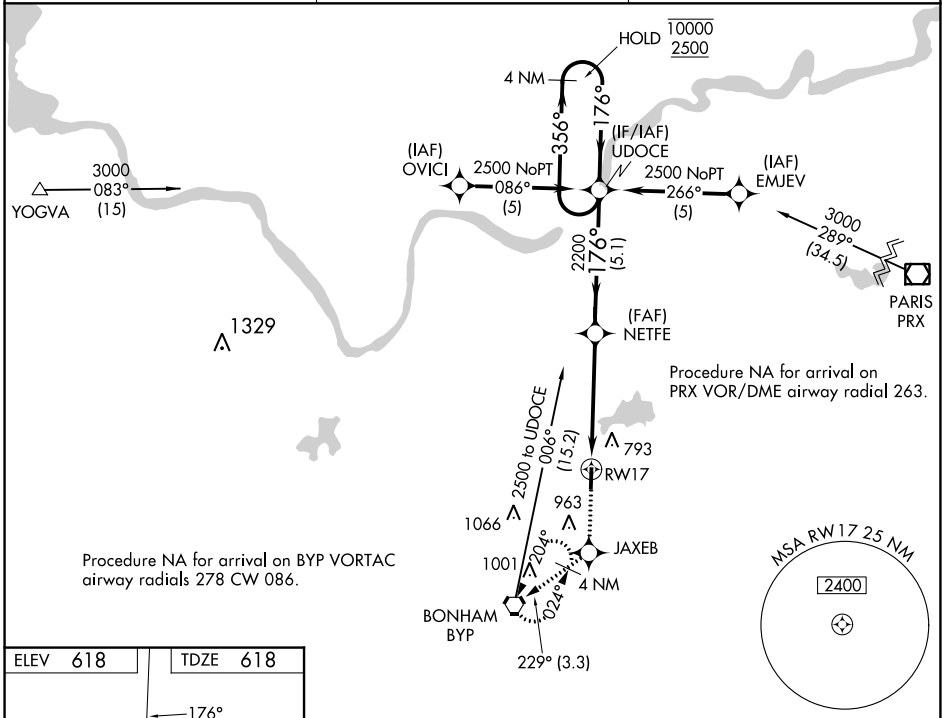 HOLD 10000
2500
4 NM
356°
176°
(IF/IAF)
UDOCE
(IAF)
OVICI
2500 NoPT
086°
(5)
2500 NoPT
266°
(5)
(IAF)
EMJEV
3000
083°
(15)
YOGVA
3000
289°
(34.5)
PARIS
PRX
2200
176°
(5.1)
(FAF)
NETFE
1329
Procedure NA for arrival on
PRX VOR/DME airway radial 263.
2500 to UDOCE
006°
(15.2)
793
RW17
963
1066
JAXEB
1001
204°
024°
4 NM
BONHAM
BYP
229° (3.3)
Procedure NA for arrival on BYP VORTAC
airway radials 278 CW 086.
MSA RW17 25 NM
2400
ELEV 618
TDZE 618
176°